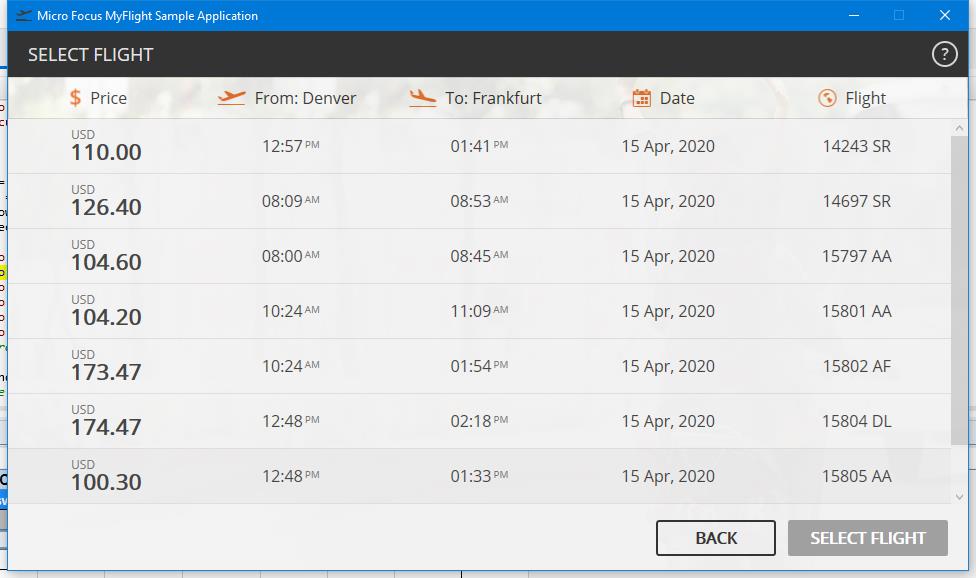 Micro Focus MyFlight Sample Application
SELECT FLIGHT ?
$ Price From: Denver To: Frankfurt Date Flight
USD
110.00 12:57 PM 01:41 PM 15 Apr, 2020 14243 SR
USD
126.40 08:09 AM 08:53 AM 15 Apr, 2020 14697 SR
USD
104.60 08:00 AM 08:45 AM 15 Apr, 2020 15797 AA
USD
104.20 10:24 AM 11:09 AM 15 Apr, 2020 15801 AA
USD
173.47 10:24 AM 01:54 PM 15 Apr, 2020 15802 AF
USD
174.47 12:48 PM 02:18 PM 15 Apr, 2020 15804 DL
USD
100.30 12:48 PM 01:33 PM 15 Apr, 2020 15805 AA
BACK SELECT FLIGHT